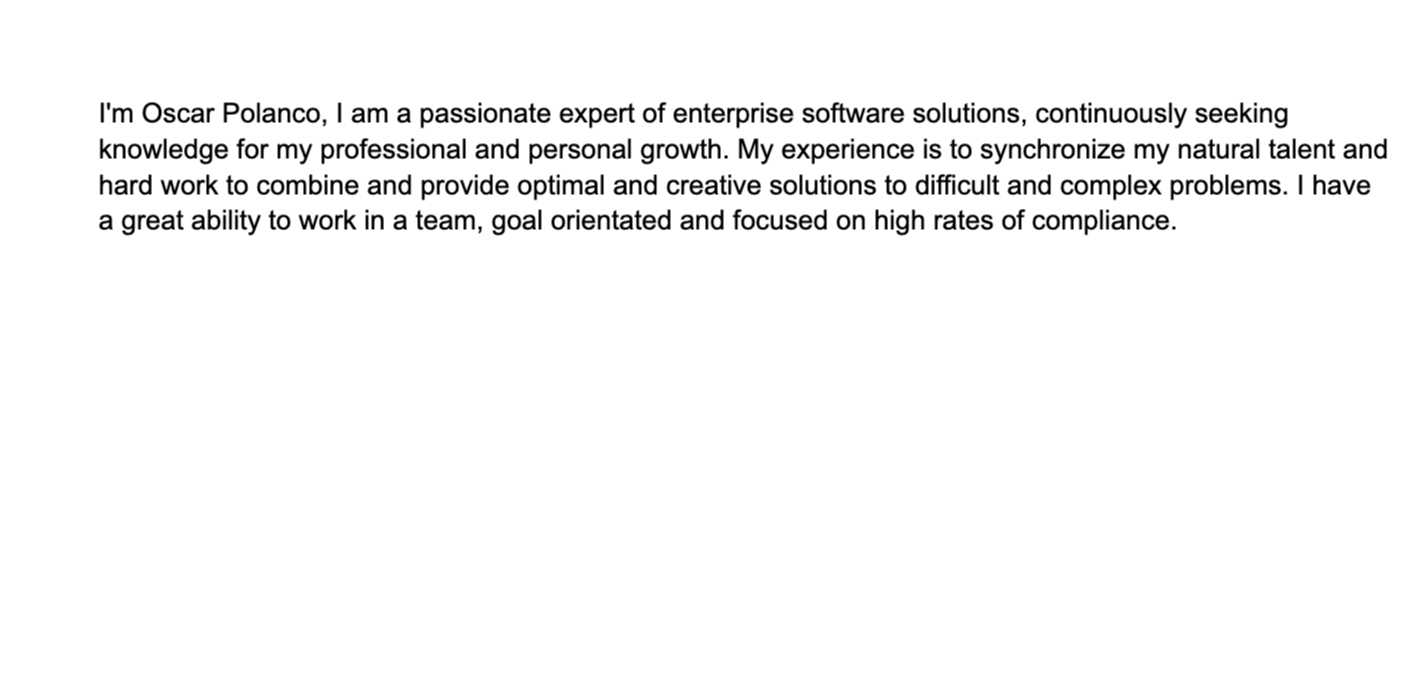 I'm Oscar Polanco, I am a passionate expert of enterprise software solutions, continuously seeking
knowledge for my professional and personal growth. My experience is to synchronize my natural talent and
hard work to combine and provide optimal and creative solutions to difficult and complex problems. I have
a great ability to work in a team, goal orientated and focused on high rates of compliance.